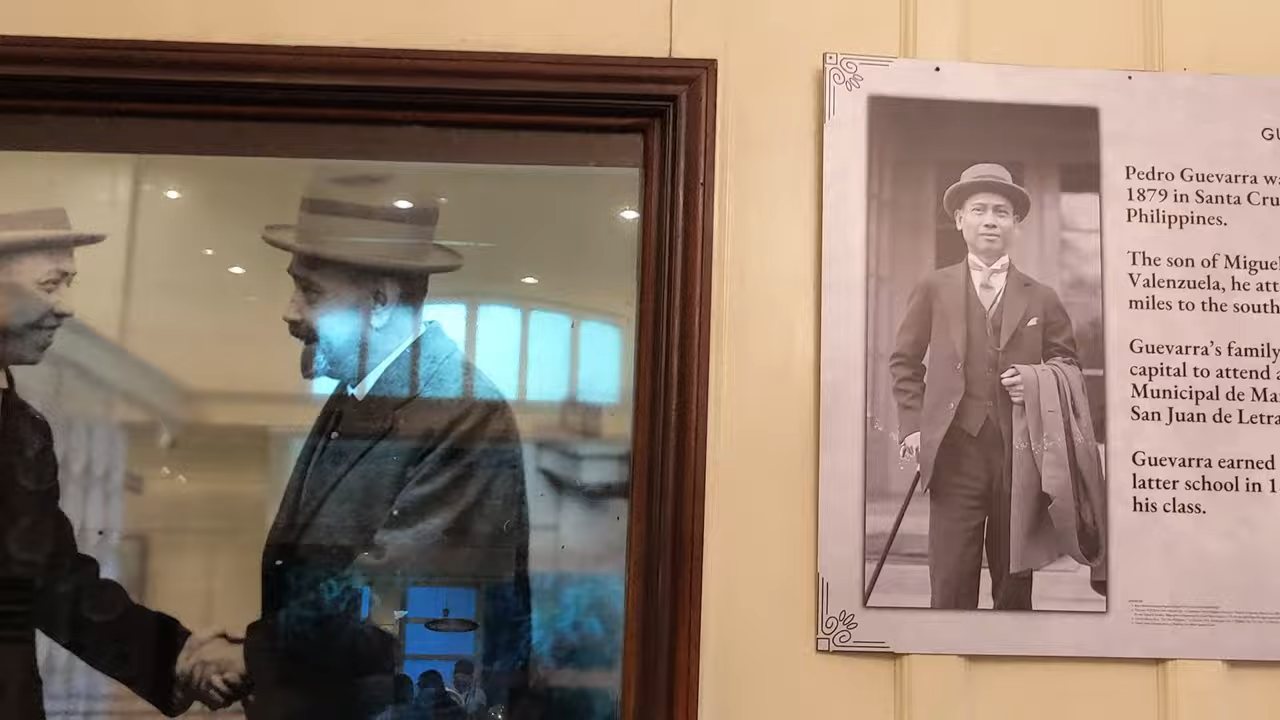 GU
Pedro Guevarra wa
1879 in Santa Cru
Philippines.
The son of Miguel
Valenzuela, he att
miles to the south
Guevarra's family
capital to attend a
Municipal de Ma
San Juan de Letra
Guevarra earned
latter school in 1
his class.